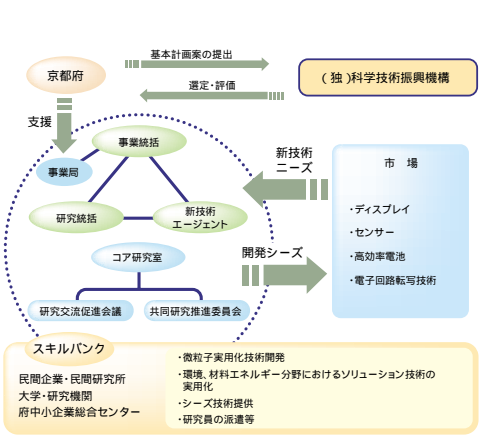 基本計画案の提出
京都府
(独)科学技術振興機構
選定・評価
支援
事業統括
事業局
新技術
ニーズ
市 場
研究統括
新技術
エージェント
・ディスプレイ
・センサー
・高効率電池
・電子回路転写技術
コア研究室
開発シーズ
研究交流促進会議
共同研究推進委員会
スキルバンク
民間企業・民間研究所
大学・研究機関
府中小企業総合センター
・微粒子実用化技術開発
・環境、材料エネルギー分野におけるソリューション技術の
実用化
・シーズ技術提供
・研究員の派遣等